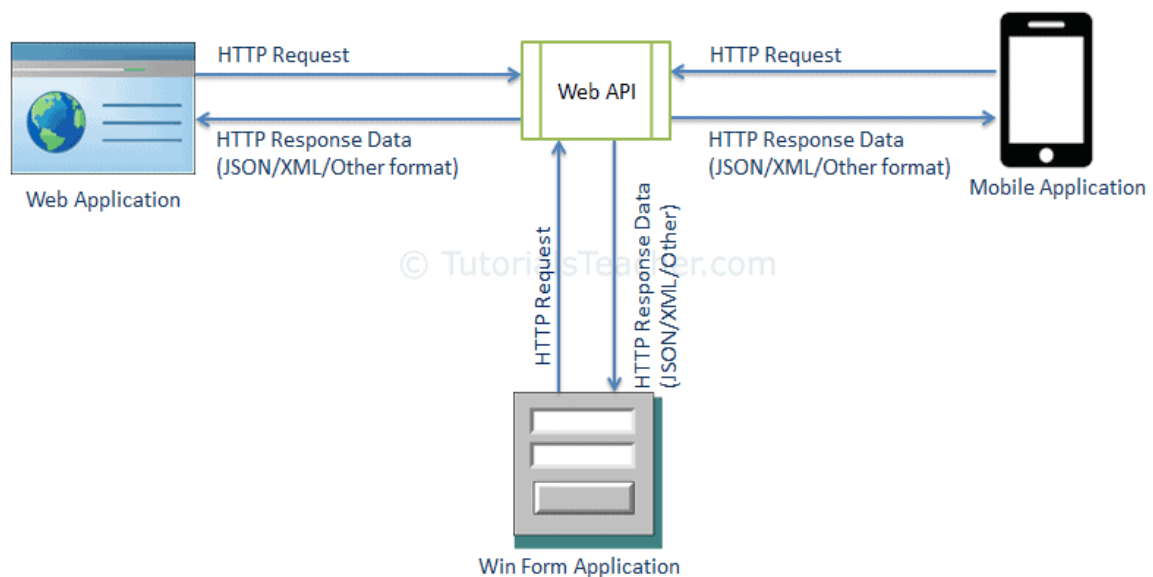 HTTP Request
HTTP Response Data
(JSON/XML/Other format)
Web Application
Web API
HTTP Request
HTTP Response Data
(JSON/XML/Other format)
Mobile Application
© TutorialsTeacher.com
HTTP Request
HTTP Response Data
(JSON/XML/Other)
Win Form Application